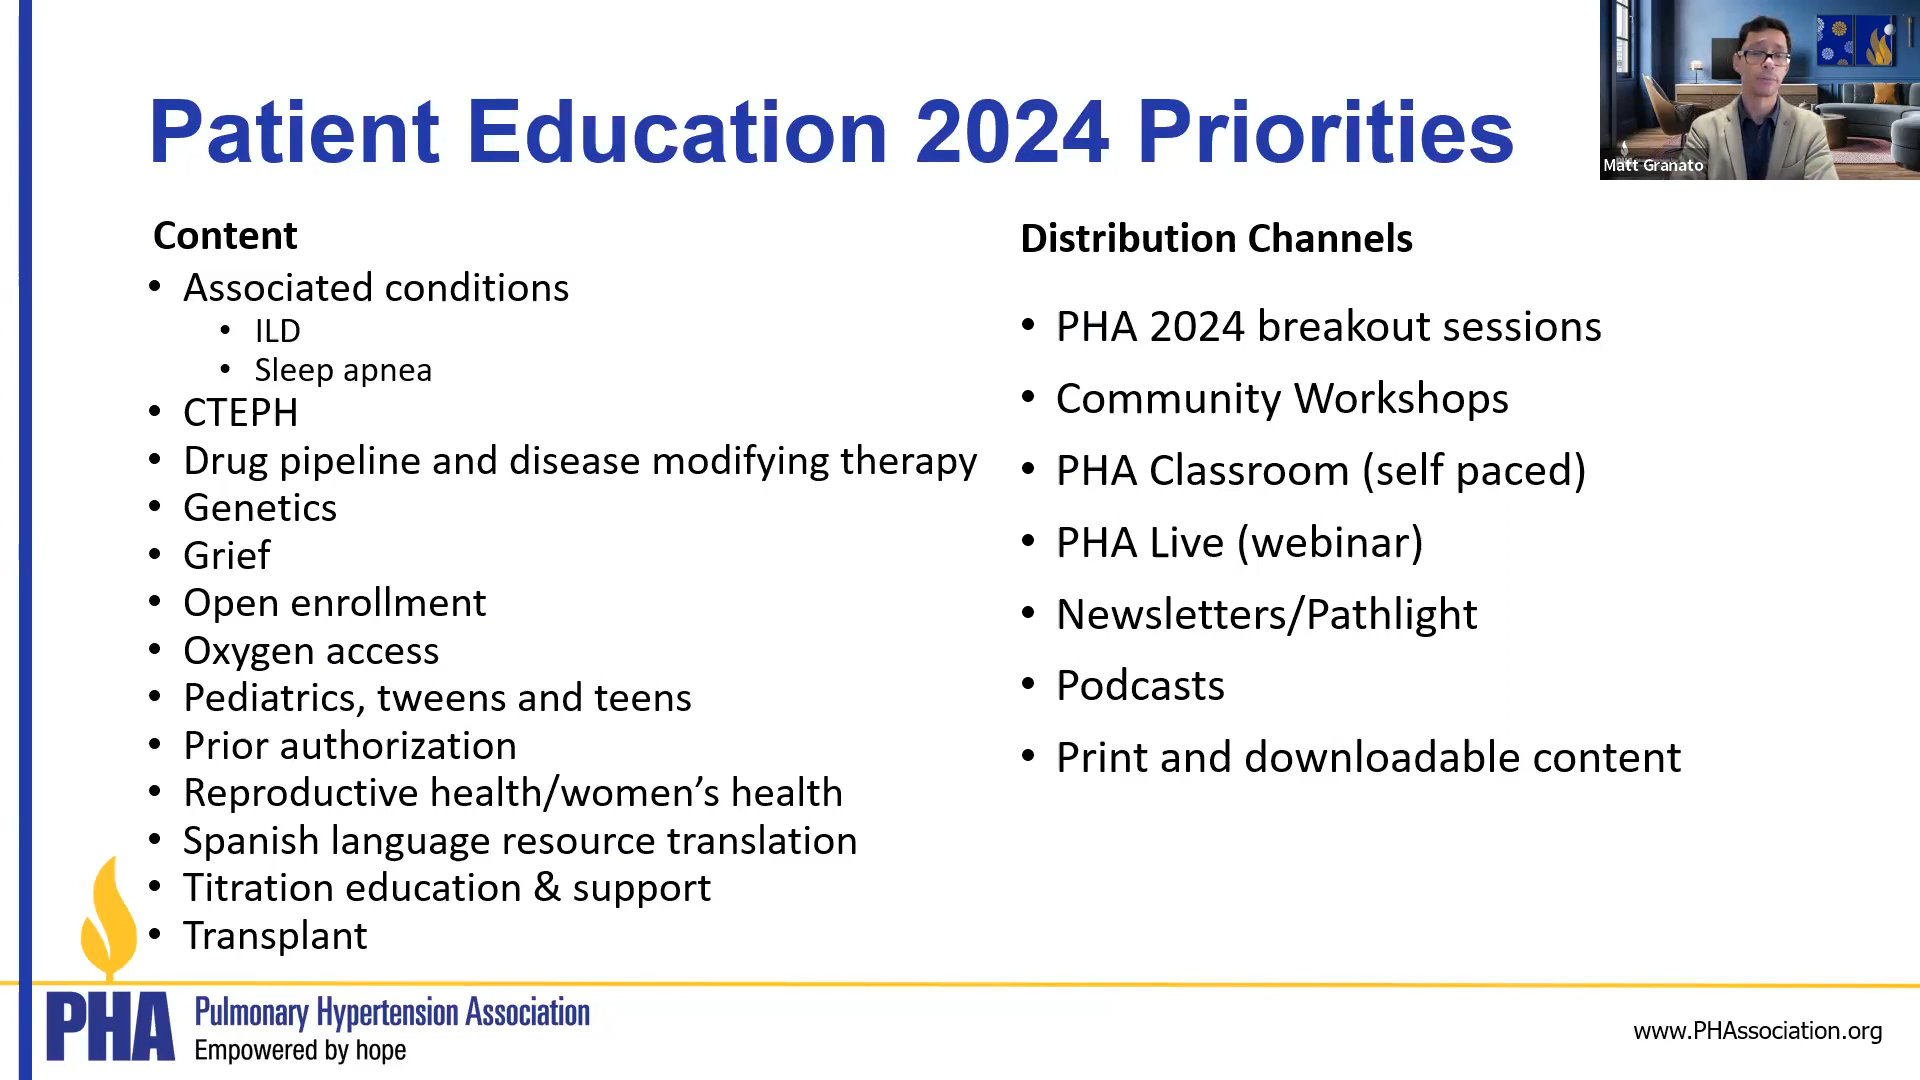 Patient Education 2024 Priorities
Matt Granato
Content
• Associated conditions
• ILD
• Sleep apnea
• CTEPH
• Drug pipeline and disease modifying therapy
• Genetics
• Grief
• Open enrollment
• Oxygen access
• Pediatrics, tweens and teens
• Prior authorization
• Reproductive health/women’s health
• Spanish language resource translation
• Titration education & support
• Transplant
Distribution Channels
• PHA 2024 breakout sessions
• Community Workshops
• PHA Classroom (self paced)
• PHA Live (webinar)
• Newsletters/Pathlight
• Podcasts
• Print and downloadable content
PHA
Pulmonary Hypertension Association
Empowered by hope
www.PHAssociation.org